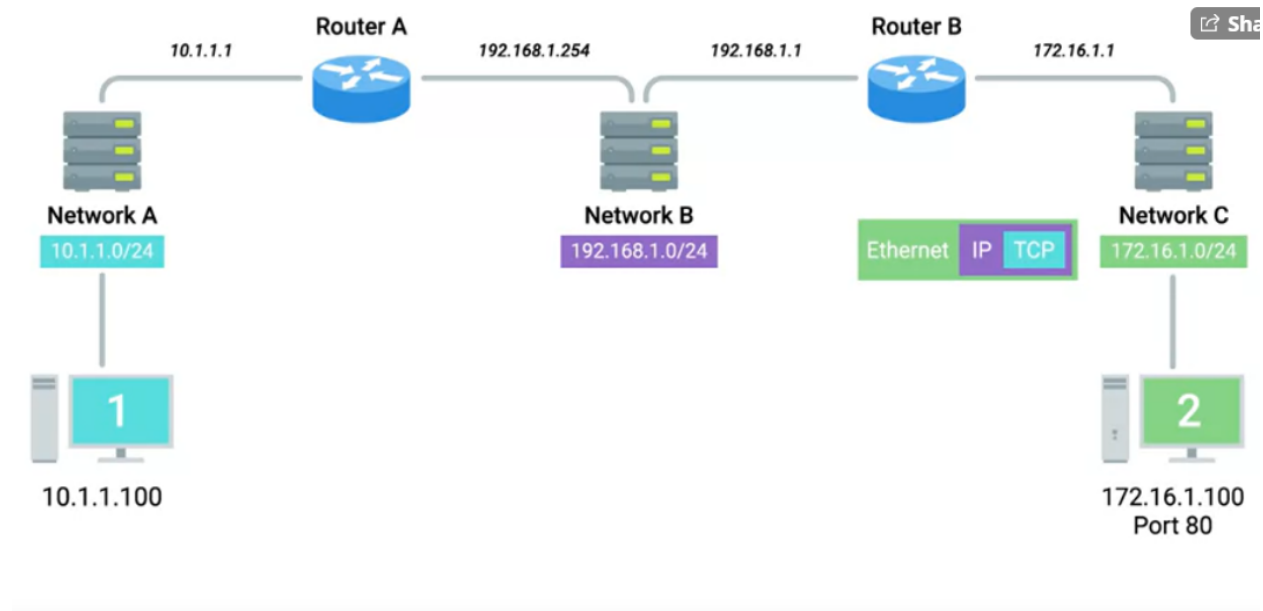 Router A
Router B
Sha
10.1.1.1
192.168.1.254
192.168.1.1
172.16.1.1
Network A
Network B
Network C
10.1.1.0/24
192.168.1.0/24
Ethernet IP TCP
172.16.1.0/24
1
2
10.1.1.100
172.16.1.100
Port 80